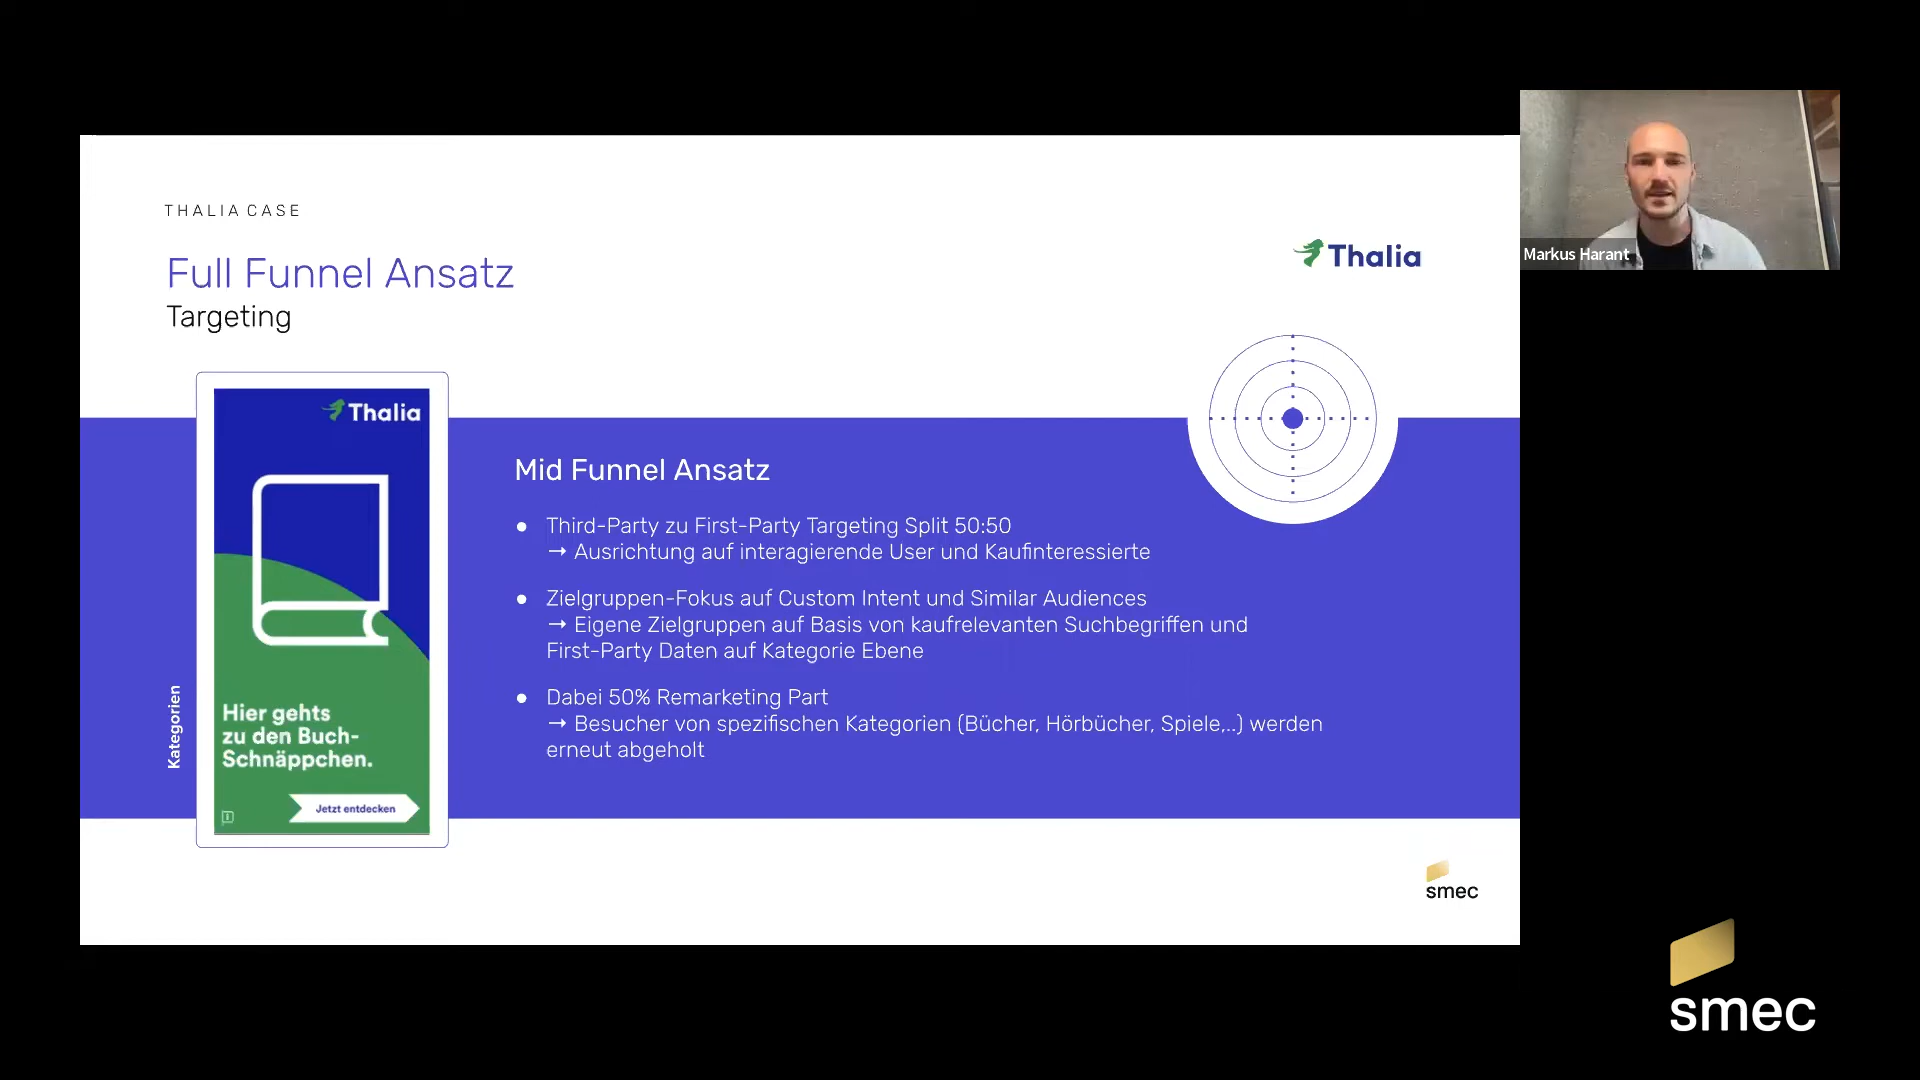 THALIA CASE
Full Funnel Ansatz
Targeting
Thalia
Markus Harant
Thalia
Hier gehts
zu den Buch-
Schnäppchen.
Jetzt entdecken
Kategorien
Mid Funnel Ansatz
● Third-Party zu First-Party Targeting Split 50:50
→ Ausrichtung auf interagierende User und Kaufinteressierte
● Zielgruppen-Fokus auf Custom Intent und Similar Audiences
→ Eigene Zielgruppen auf Basis von kaufrelevanten Suchbegriffen und
First-Party Daten auf Kategorie Ebene
● Dabei 50% Remarketing Part
→ Besucher von spezifischen Kategorien (Bücher, Hörbücher, Spiele,..) werden
erneut abgeholt
smec
smec